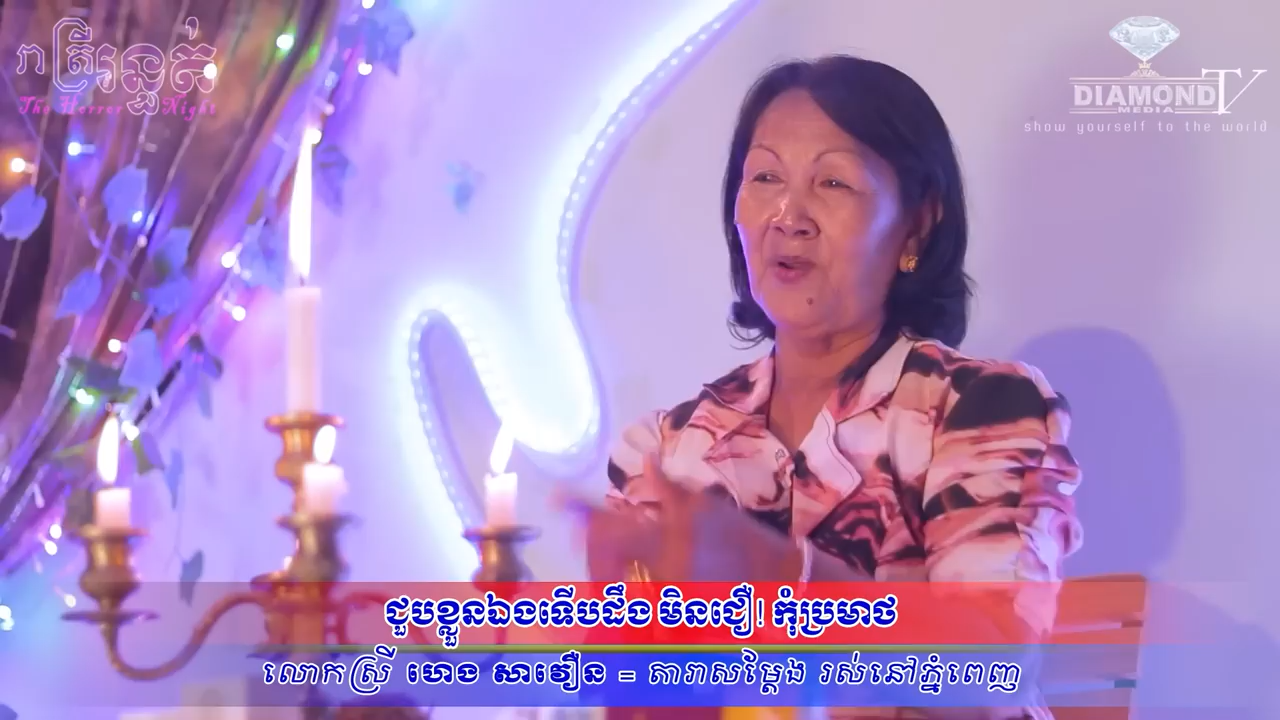 រាត្រីរន្ធត់
The Horror Night
DIAMOND TV
MEDIA
show yourself to the world
ជួបខ្លួនឯងទើបដឹង មិនជឿ! កុំប្រមាថ
លោកស្រី ហេង សាវឿន = តារាសម្ដែង រស់នៅភ្នំពេញ